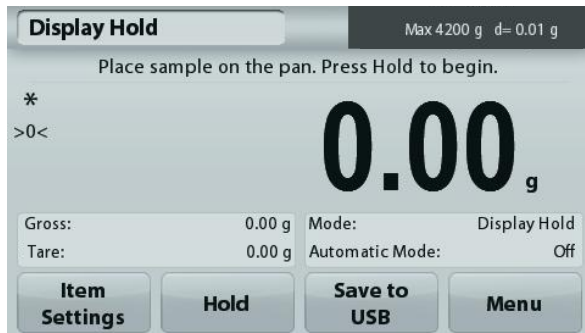 Display Hold
Max 4200 g d= 0.01 g
Place sample on the pan. Press Hold to begin.
*
>0<
0.00 g
Gross: 0.00 g
Tare: 0.00 g
Mode: Display Hold
Automatic Mode: Off
Item
Settings
Hold
Save to
USB
Menu